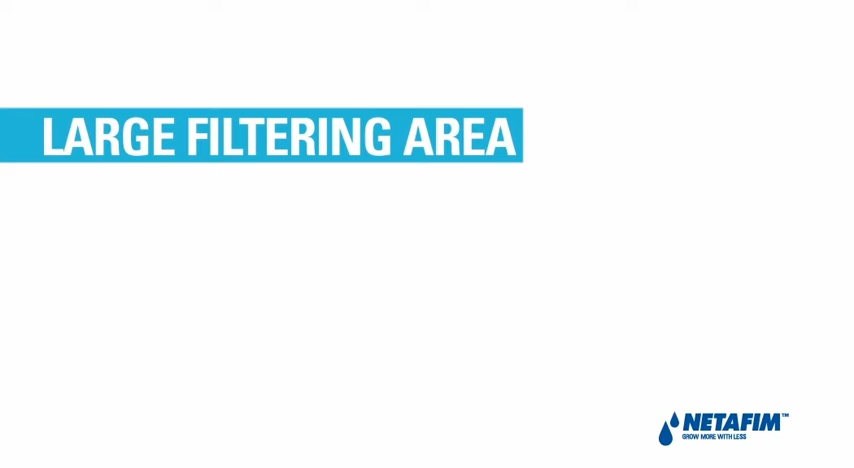 LARGE FILTERING AREA
NETAFIM™
GROW MORE WITH LESS